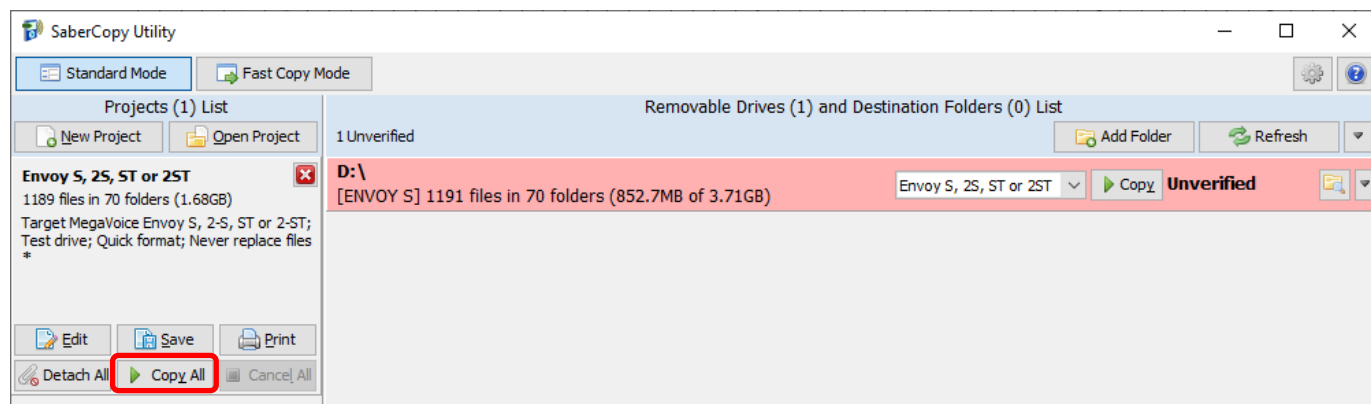 SaberCopy Utility
Standard Mode
Fast Copy Mode
Projects (1) List
New Project
Open Project
Envoy S, 2S, ST or 2ST
1189 files in 70 folders (1.68GB)
Target MegaVoice Envoy S, 2-S, ST or 2-ST;
Test drive; Quick format; Never replace files
*
Edit
Save
Print
Detach All
Copy All
Cancel All
Removable Drives (1) and Destination Folders (0) List
1 Unverified
Add Folder
Refresh
D:\
[ENVOY S] 1191 files in 70 folders (852.7MB of 3.71GB)
Envoy S, 2S, ST or 2ST
Copy
Unverified